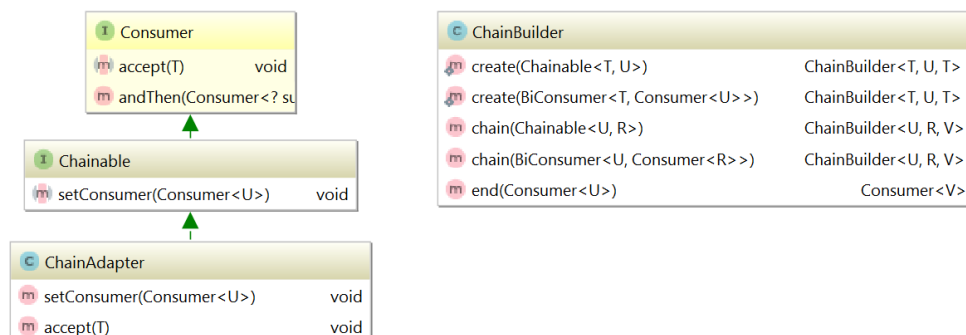 I Consumer
m accept(T) void
m andThen(Consumer<? su
I Chainable
m setConsumer(Consumer<U>) void
C ChainAdapter
m setConsumer(Consumer<U>) void
m accept(T) void
C ChainBuilder
m create(Chainable<T, U>) ChainBuilder<T, U, T>
m create(BiConsumer<T, Consumer<U>>) ChainBuilder<T, U, T>
m chain(Chainable<U, R>) ChainBuilder<U, R, V>
m chain(BiConsumer<U, Consumer<R>>) ChainBuilder<U, R, V>
m end(Consumer<U>) Consumer<V>